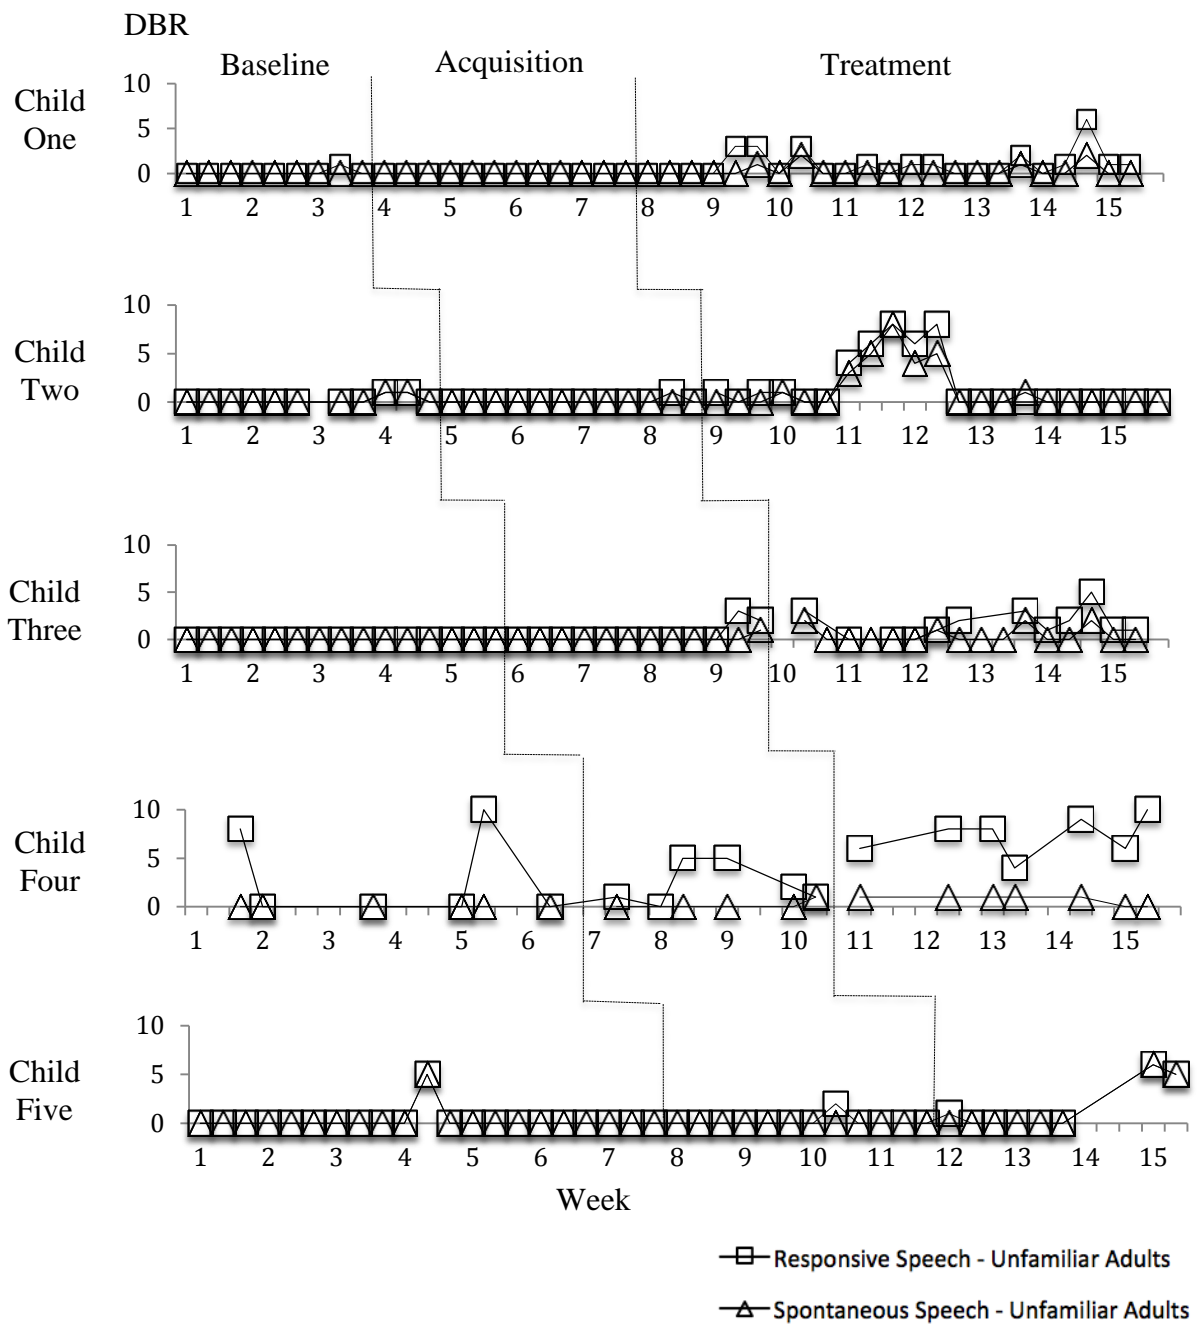 DBR
Baseline Acquisition Treatment
Child
One
10
5
0
1 2 3 4 5 6 7 8 9 10 11 12 13 14 15
Child
Two
10
5
0
1 2 3 4 5 6 7 8 9 10 11 12 13 14 15
Child
Three
10
5
0
1 2 3 4 5 6 7 8 9 10 11 12 13 14 15
Child
Four
10
5
0
1 2 3 4 5 6 7 8 9 10 11 12 13 14 15
Child
Five
10
5
0
1 2 3 4 5 6 7 8 9 10 11 12 13 14 15
Week
Responsive Speech - Unfamiliar Adults
Spontaneous Speech - Unfamiliar Adults